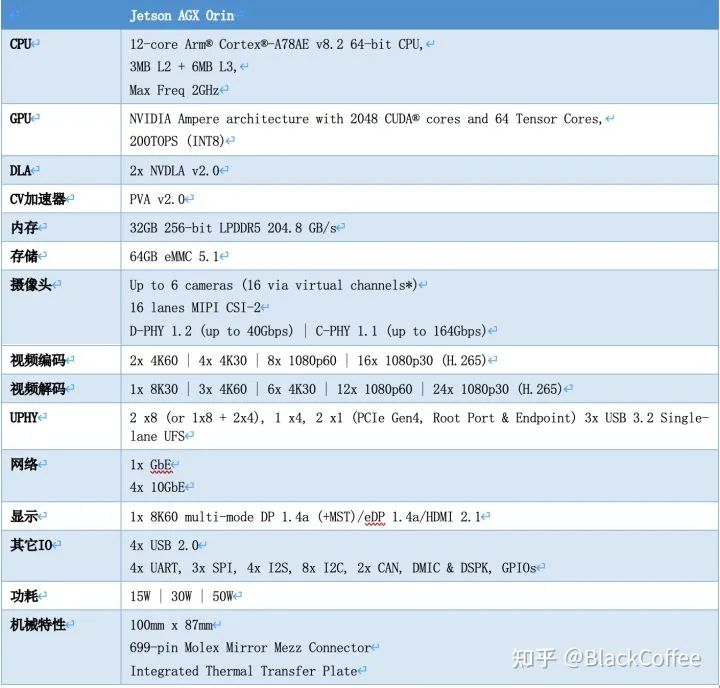 Jetson AGX Orin
CPU
12-core Arm® Cortex®-A78AE v8.2 64-bit CPU,
3MB L2 + 6MB L3,
Max Freq 2GHz
GPU
NVIDIA Ampere architecture with 2048 CUDA® cores and 64 Tensor Cores,
200TOPS (INT8)
DLA
2x NVDLA v2.0
CV加速器
PVA v2.0
内存
32GB 256-bit LPDDR5 204.8 GB/s
存储
64GB eMMC 5.1
摄像头
Up to 6 cameras (16 via virtual channels*)
16 lanes MIPI CSI-2
D-PHY 1.2 (up to 40Gbps) | C-PHY 1.1 (up to 164Gbps)
视频编码
2x 4K60 | 4x 4K30 | 8x 1080p60 | 16x 1080p30 (H.265)
视频解码
1x 8K30 | 3x 4K60 | 6x 4K30 | 12x 1080p60 | 24x 1080p30 (H.265)
UPHY
2 x8 (or 1x8 + 2x4), 1 x4, 2 x1 (PCIe Gen4, Root Port & Endpoint) 3x USB 3.2 Single-
lane UFS
网络
1x GbE
4x 10GbE
显示
1x 8K60 multi-mode DP 1.4a (+MST)/eDP 1.4a/HDMI 2.1
其它IO
4x USB 2.0
4x UART, 3x SPI, 4x I2S, 8x I2C, 2x CAN, DMIC & DSPK, GPIOs
功耗
15W | 30W | 50W
机械特性
100mm x 87mm
699-pin Molex Mirror Mezz Connector
Integrated Thermal Transfer Plate
知乎 @BlackCoffee